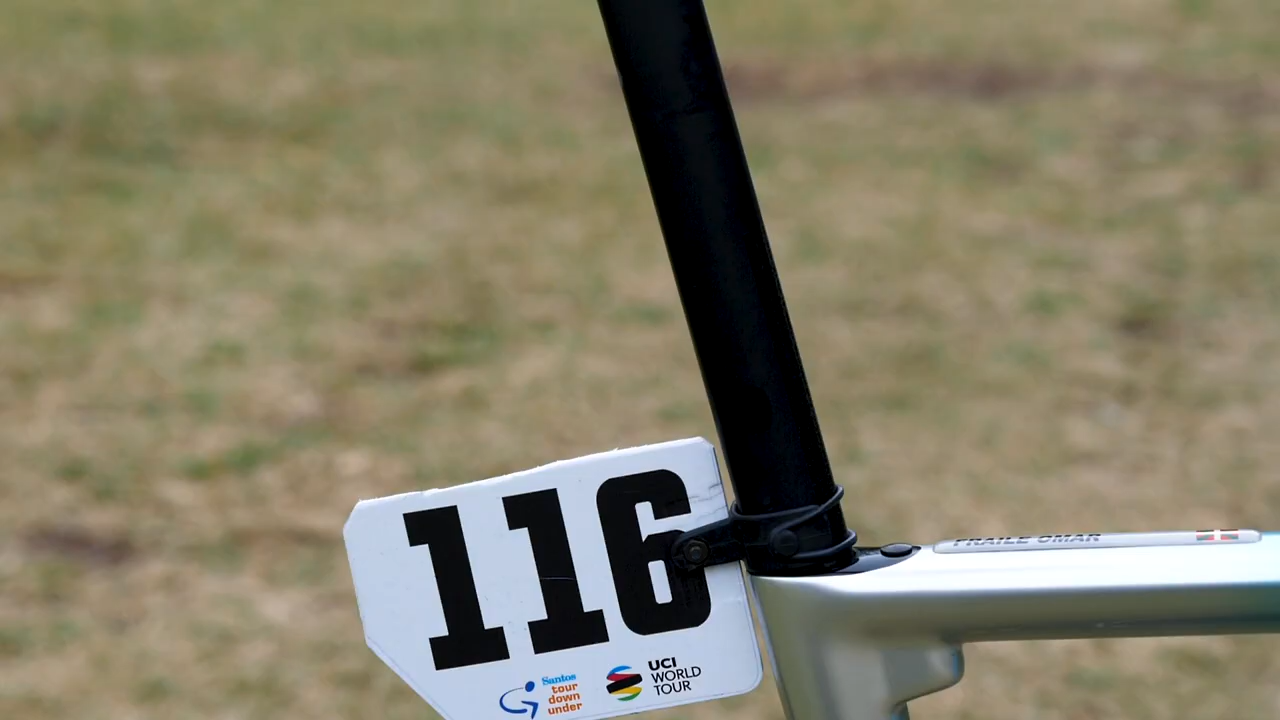 FRAILE OMAR
116
Santos
tour
down
under
UCI
WORLD
TOUR